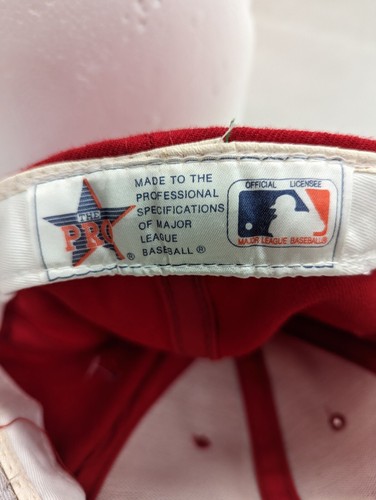 THE
PRO ®
MADE TO THE
PROFESSIONAL
SPECIFICATIONS
OF MAJOR
LEAGUE
BASEBALL ®
OFFICIAL LICENSEE
MAJOR LEAGUE BASEBALL®